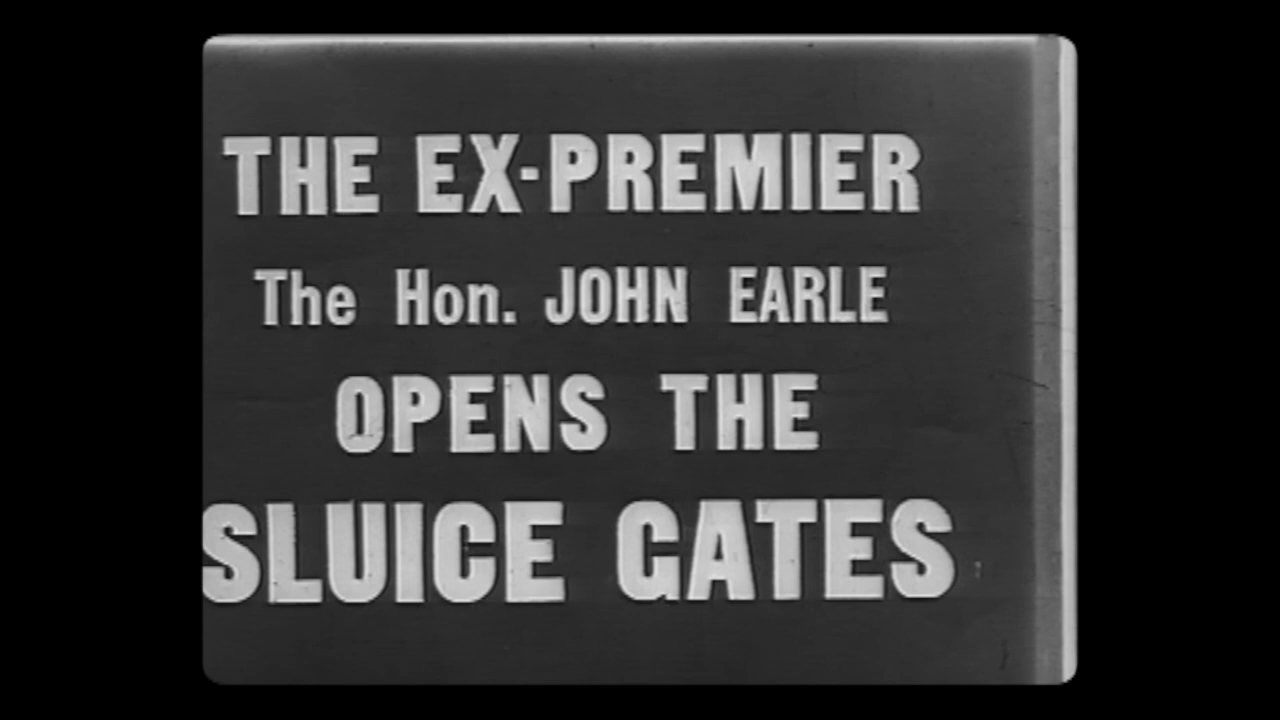 THE EX-PREMIER
The Hon. JOHN EARLE
OPENS THE
SLUICE GATES